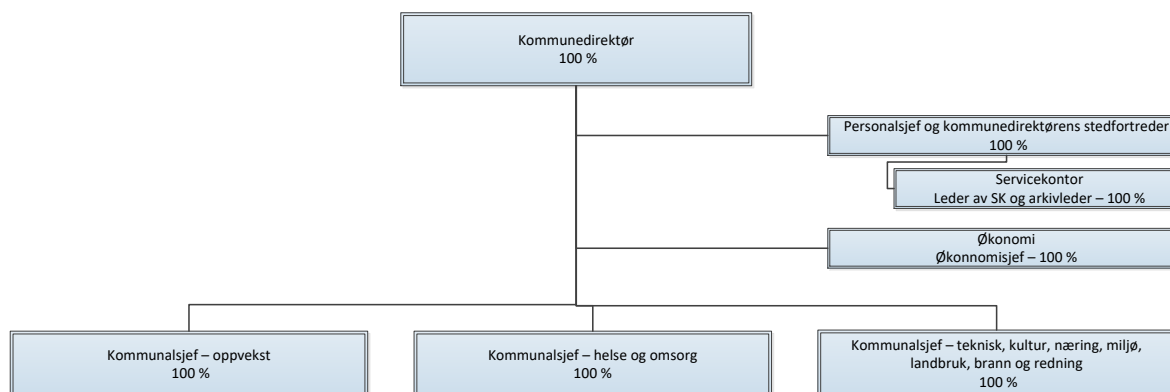 Kommunedirektør
100 %
Personalsjef og kommunedirektørens stedfortreder
100 %
Servicekontor
Leder av SK og arkivleder – 100 %
Økonomi
Økonnomisjef – 100 %
Kommunalsjef – oppvekst
100 %
Kommunalsjef – helse og omsorg
100 %
Kommunalsjef – teknisk, kultur, næring, miljø,
landbruk, brann og redning
100 %